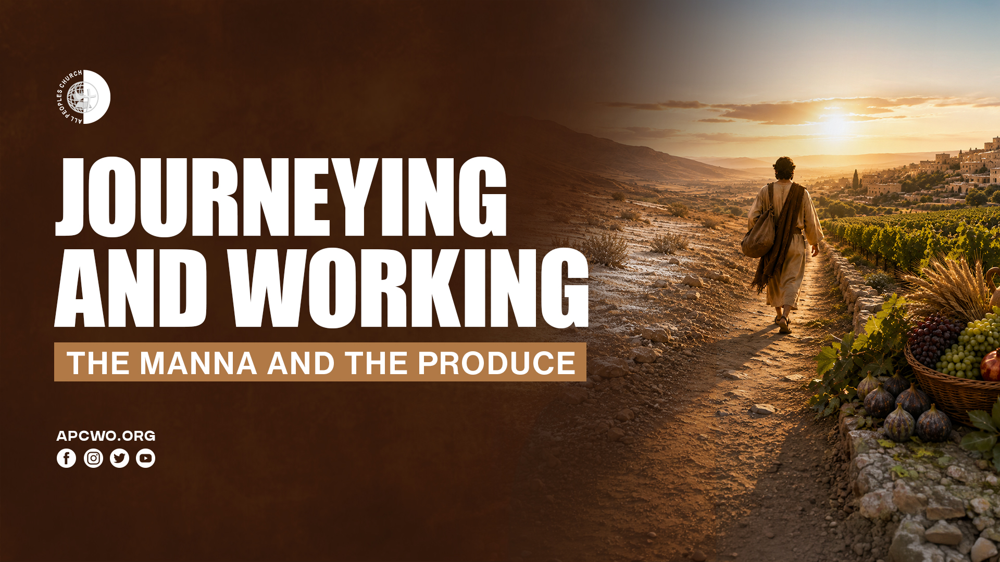 ALL PEOPLES CHURCH
JOURNEYING
AND WORKING
THE MANNA AND THE PRODUCE
APCWO.ORG